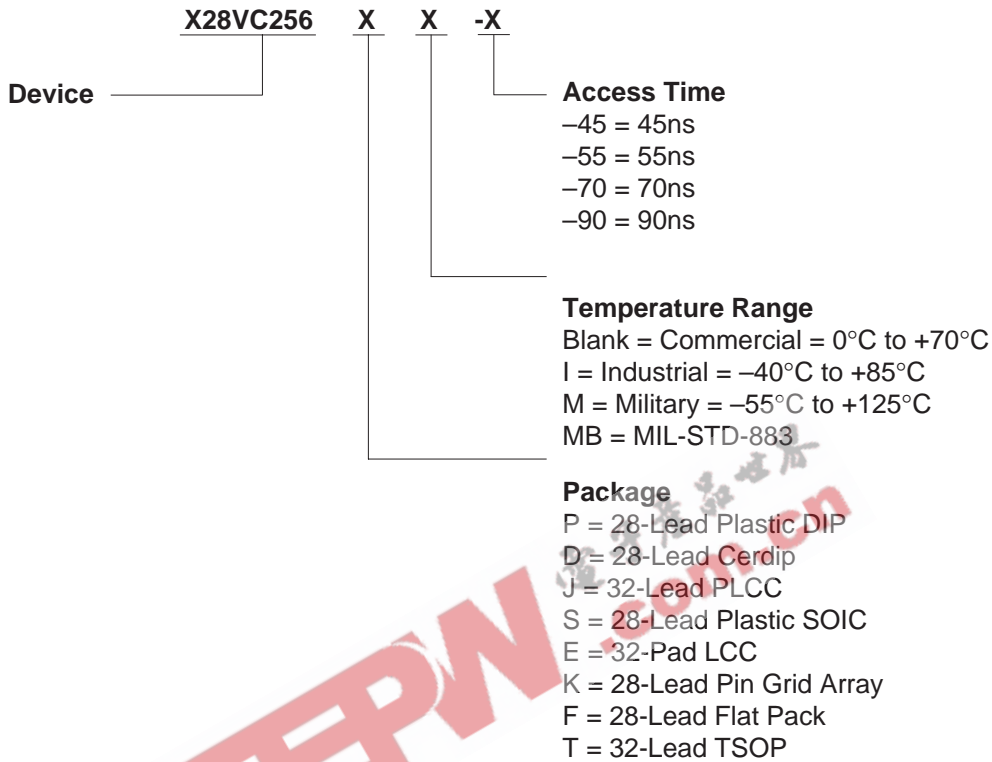 X28VC256 X X -X
Device
Access Time
–45 = 45ns
–55 = 55ns
–70 = 70ns
–90 = 90ns
Temperature Range
Blank = Commercial = 0°C to +70°C
I = Industrial = –40°C to +85°C
M = Military = –55°C to +125°C
MB = MIL-STD-883
Package
P = 28-Lead Plastic DIP
D = 28-Lead Cerdip
J = 32-Lead PLCC
S = 28-Lead Plastic SOIC
E = 32-Pad LCC
K = 28-Lead Pin Grid Array
F = 28-Lead Flat Pack
T = 32-Lead TSOP
.com.cn